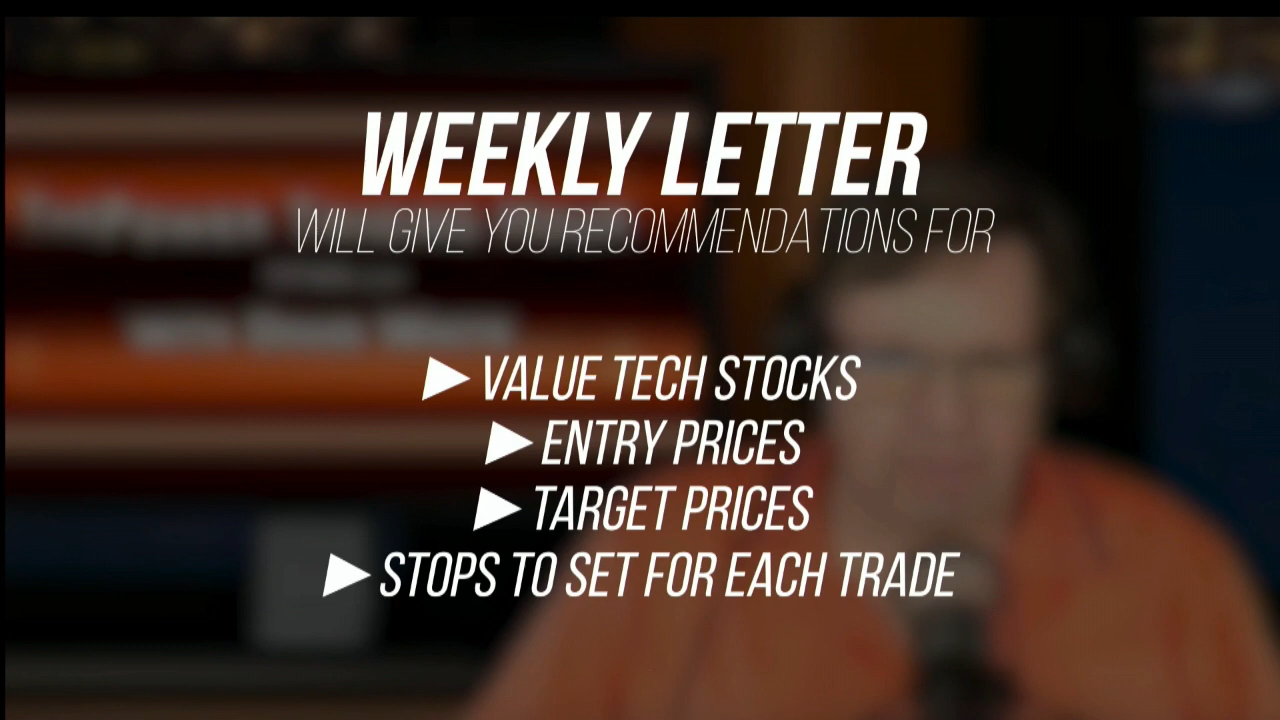 WEEKLY LETTER
WILL GIVE YOU RECOMMENDATIONS FOR
▶ VALUE TECH STOCKS
▶ ENTRY PRICES
▶ TARGET PRICES
▶ STOPS TO SET FOR EACH TRADE